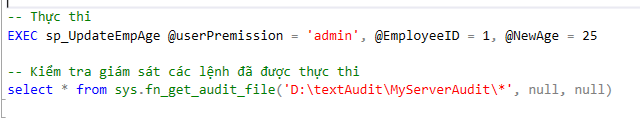 -- Thực thi
EXEC sp_UpdateEmpAge @userPremission = 'admin', @EmployeeID = 1, @NewAge = 25
-- Kiểm tra giám sát các lệnh đã được thực thi
select * from sys.fn_get_audit_file('D:\textAudit\MyServerAudit\*', null, null)